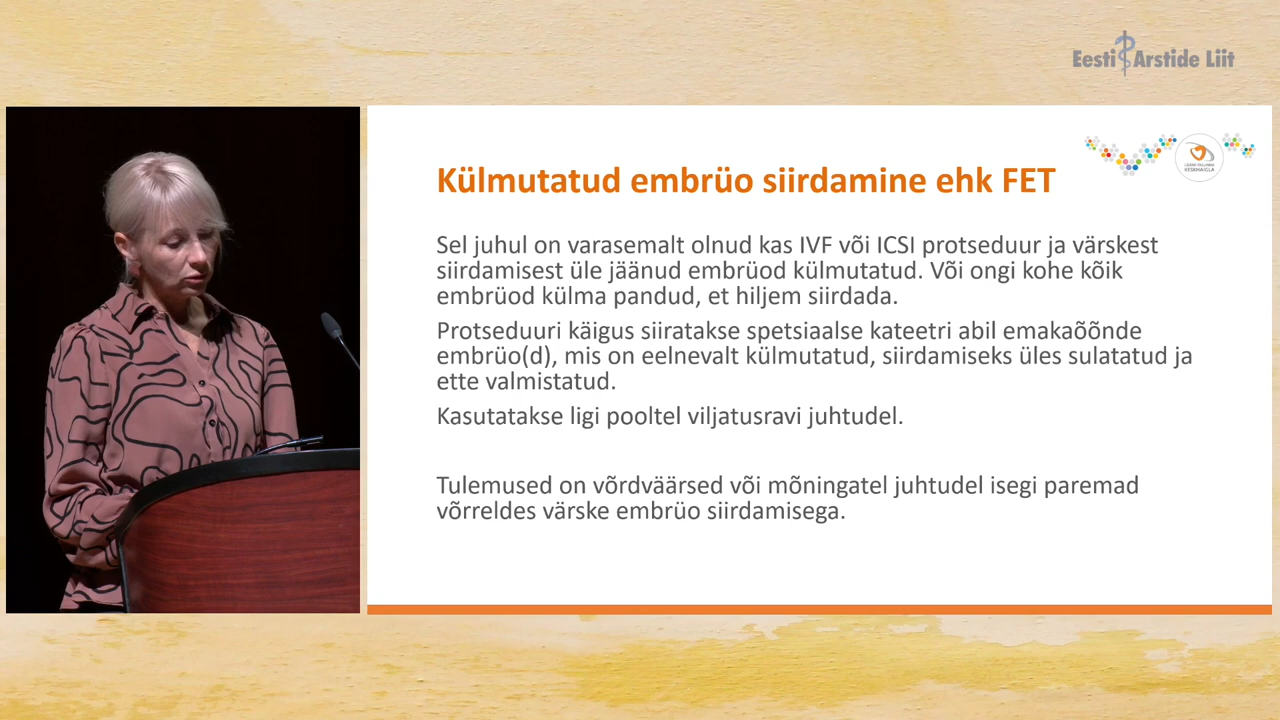 Eesti Arstide Liit
LÄÄNE-TALLINNA
KESKHAIGLA
Külmutatud embrüo siirdamine ehk FET
Sel juhul on varasemalt olnud kas IVF või ICSI protseduur ja värskest
siirdamisest üle jäänud embrüod külmutatud. Või ongi kohe kõik
embrüod külma pandud, et hiljem siirdada.
Protseduuri käigus siiratakse spetsiaalse kateetri abil emakaõõnde
embrüo(d), mis on eelnevalt külmutatud, siirdamiseks üles sulatatud ja
ette valmistatud.
Kasutatakse ligi pooltel viljatusravi juhtudel.
Tulemused on võrdväärsed või mõningatel juhtudel isegi paremad
võrreldes värske embrüo siirdamisega.